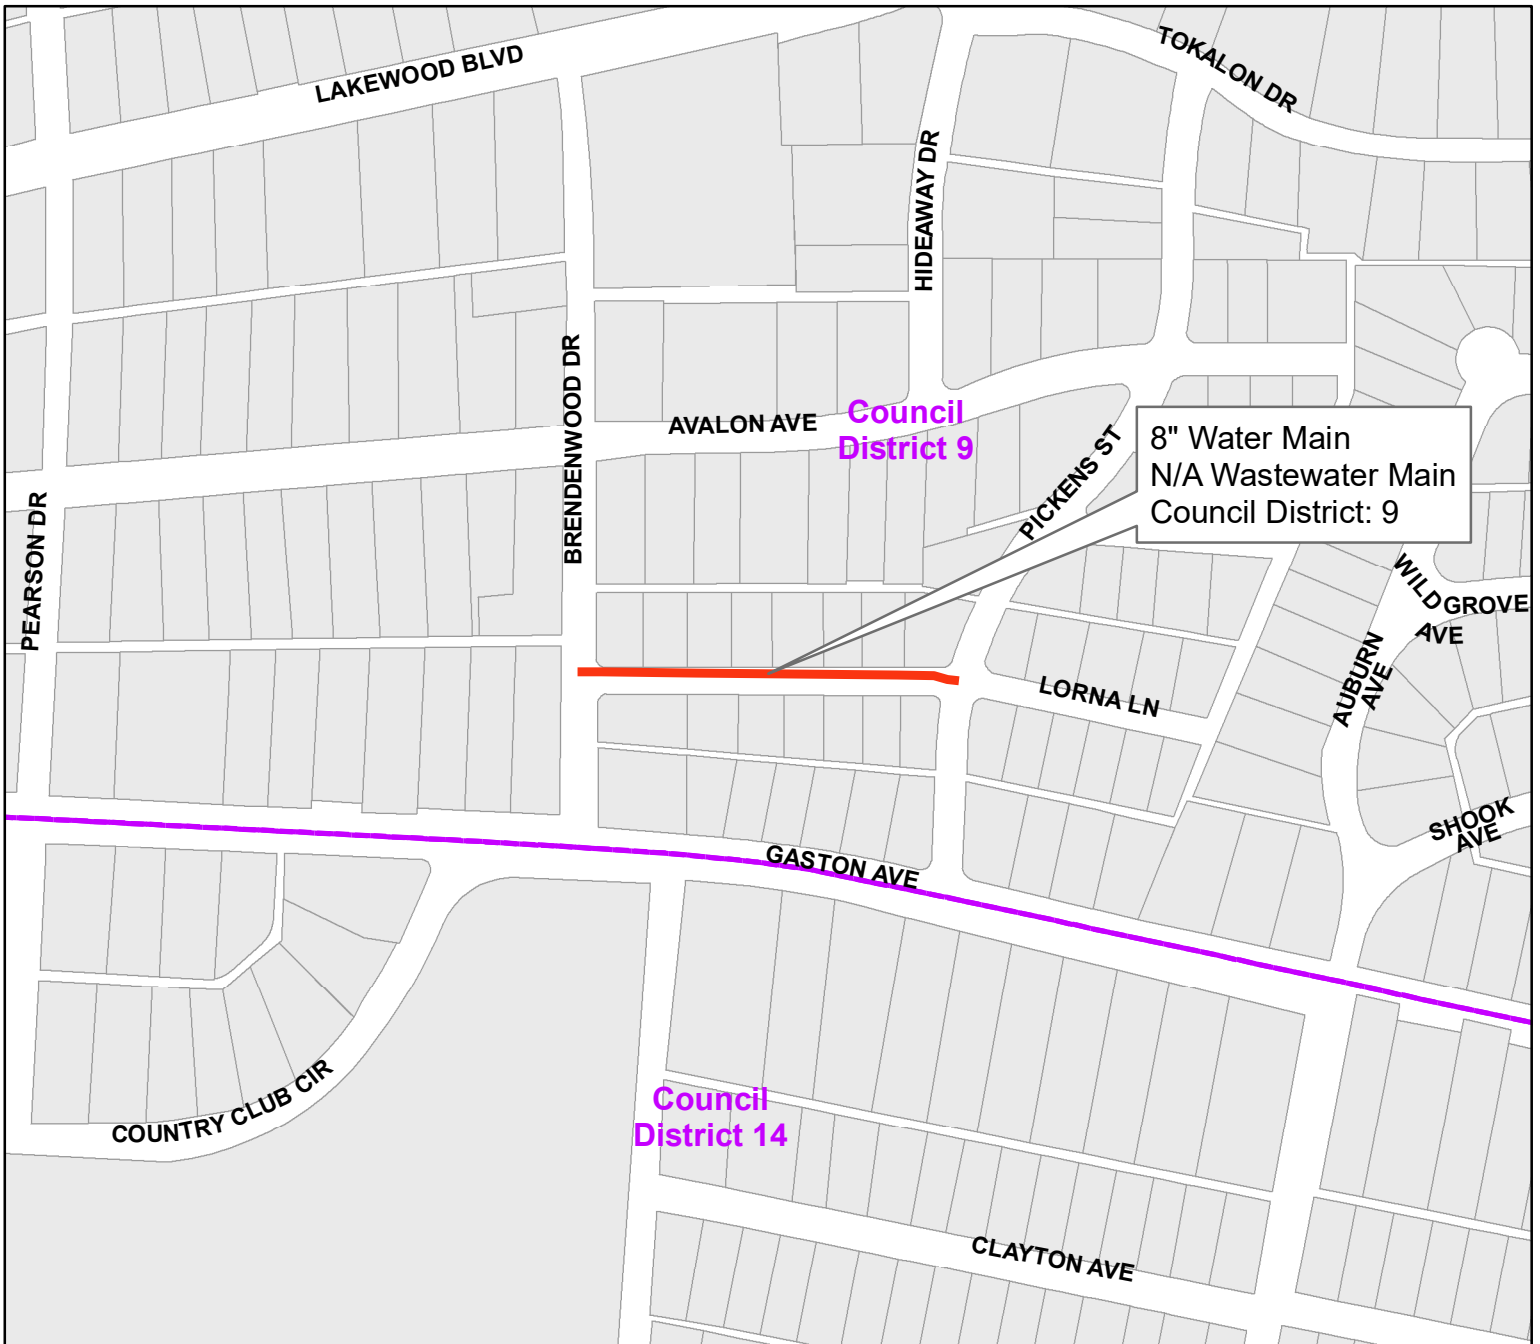 TOKALON DR
LAKEWOOD BLVD
HIDEAWAY DR
BRENDENWOOD DR
AVALON AVE
Council
District 9
PICKENS ST
8" Water Main
N/A Wastewater Main
Council District: 9
PEARSON DR
WILD
GROVE
AVE
AUBURN
AVE
LORNA LN
SHOOK
AVE
GASTON AVE
COUNTRY CLUB CIR
Council
District 14
CLAYTON AVE